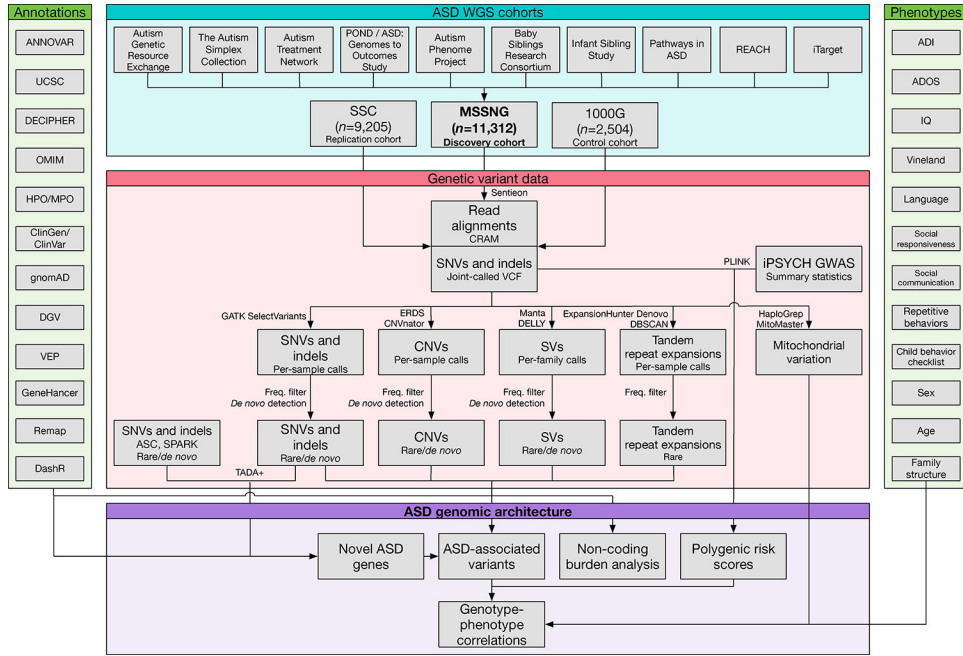 Annotations
ANNOVAR
UCSC
DECIPHER
OMIM
HPO/MPO
ClinGen/
ClinVar
gnomAD
DGV
VEP
GeneHancer
Remap
DashR
ASD WGS cohorts
Autism
Genetic
Resource
Exchange
The Autism
Simplex
Collection
Autism
Treatment
Network
POND / ASD:
Genomes to
Outcomes
Study
Autism
Phenome
Project
Baby
Siblings
Research
Consortium
Infant Sibling
Study
Pathways in
ASD
REACH
iTarget
SSC
(n=9,205)
Replication cohort
MSSNG
(n=11,312)
Discovery cohort
1000G
(n=2,504)
Control cohort
Genetic variant data
Sentieon
Read
alignments
CRAM
SNVs and indels
Joint-called VCF
PLINK
iPSYCH GWAS
Summary statistics
GATK SelectVariants
ERDS
CNVnator
Manta
DELLY
ExpansionHunter Denovo
DBSCAN
HaploGrep
MitoMaster
SNVs and
indels
Per-sample calls
CNVs
Per-sample calls
SVs
Per-family calls
Tandem
repeat expansions
Per-sample calls
Mitochondrial
variation
Freq. filter
De novo detection
Freq. filter
De novo detection
Freq. filter
De novo detection
Freq. filter
SNVs and indels
ASC, SPARK
Rare/de novo
SNVs and
indels
Rare/de novo
CNVs
Rare/de novo
SVs
Rare/de novo
Tandem
repeat expansions
Rare
TADA+
ASD genomic architecture
Novel ASD
genes
ASD-associated
variants
Non-coding
burden analysis
Polygenic risk
scores
Genotype-
phenotype
correlations
Phenotypes
ADI
ADOS
IQ
Vineland
Language
Social
responsiveness
Social
communication
Repetitive
behaviors
Child behavior
checklist
Sex
Age
Family
structure